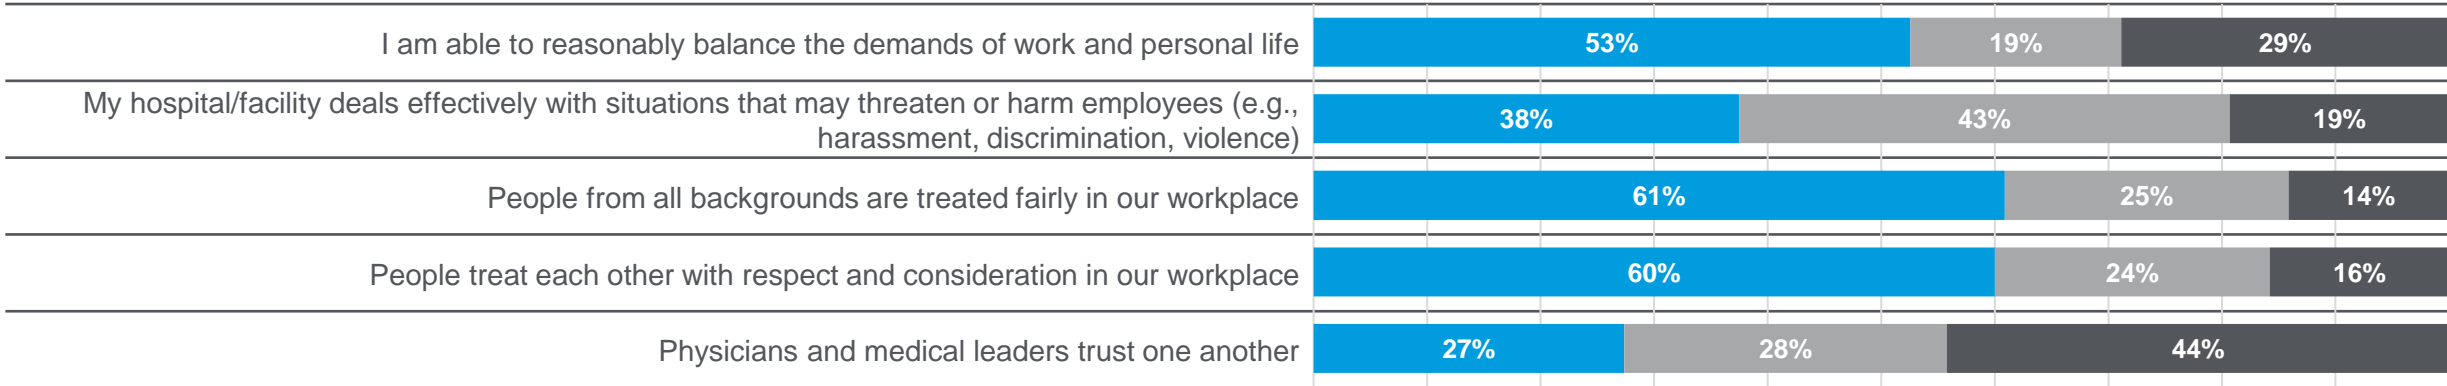 I am able to reasonably balance the demands of work and personal life 53% 19% 29%
My hospital/facility deals effectively with situations that may threaten or harm employees (e.g.,
harassment, discrimination, violence) 38% 43% 19%
People from all backgrounds are treated fairly in our workplace 61% 25% 14%
People treat each other with respect and consideration in our workplace 60% 24% 16%
Physicians and medical leaders trust one another 27% 28% 44%